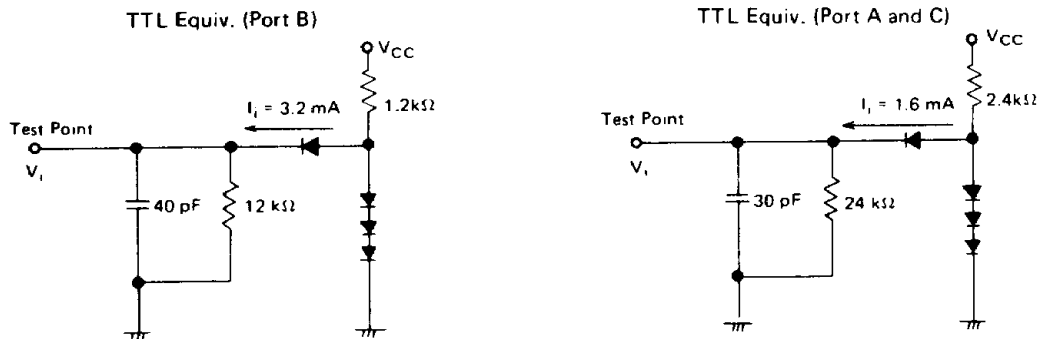 TTL Equiv. (Port B)
VCC
1.2kΩ
Ii = 3.2 mA
Test Point
Vi
40 pF
12 kΩ
TTL Equiv. (Port A and C)
VCC
2.4kΩ
Ii = 1.6 mA
Test Point
Vi
30 pF
24 kΩ